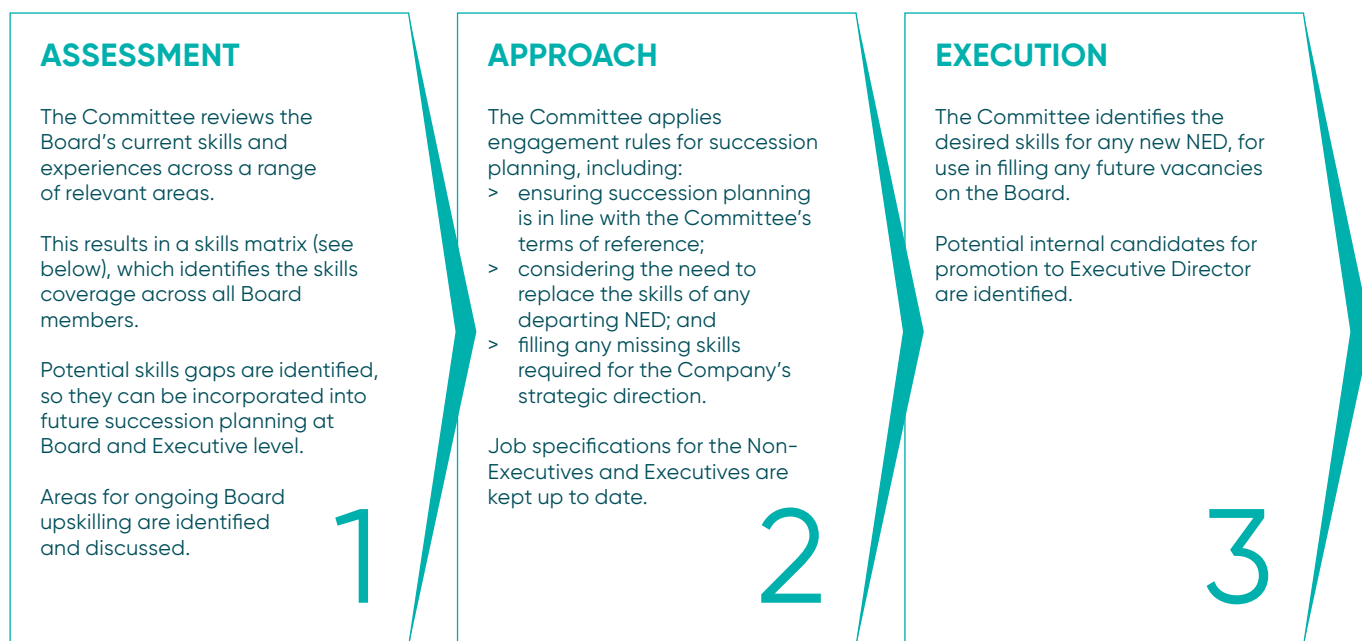 ASSESSMENT
The Committee reviews the
Board’s current skills and
experiences across a range
of relevant areas.
This results in a skills matrix (see
below), which identifies the skills
coverage across all Board
members.
Potential skills gaps are identified,
so they can be incorporated into
future succession planning at
Board and Executive level.
Areas for ongoing Board
upskilling are identified
and discussed.
1
APPROACH
The Committee applies
engagement rules for succession
planning, including:
> ensuring succession planning
is in line with the Committee’s
terms of reference;
> considering the need to
replace the skills of any
departing NED; and
> filling any missing skills
required for the Company’s
strategic direction.
Job specifications for the Non-
Executives and Executives are
kept up to date.
2
EXECUTION
The Committee identifies the
desired skills for any new NED, for
use in filling any future vacancies
on the Board.
Potential internal candidates for
promotion to Executive Director
are identified.
3